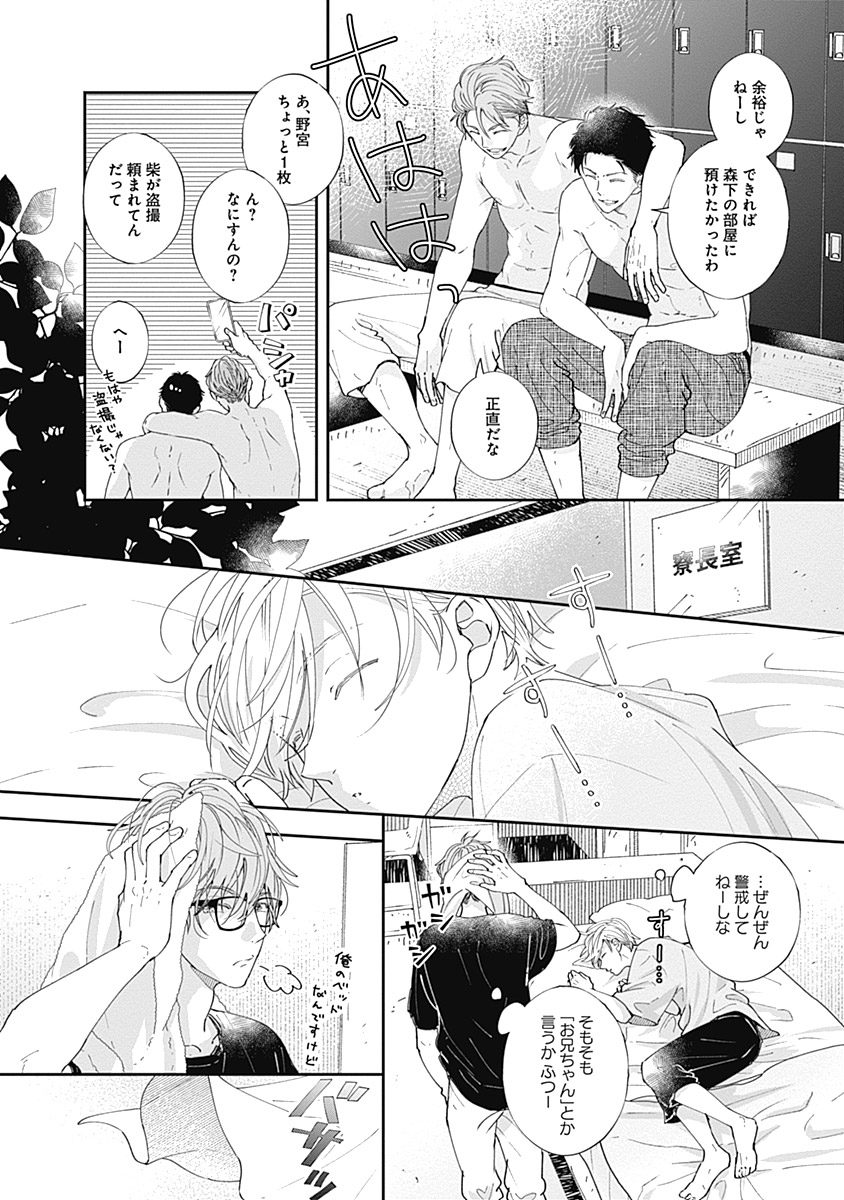 余裕じゃ
ねーし
できれば
森下の部屋に
預けたかったわ
あははは
正直だな
あ、野宮
ちょっと1枚
ん？
なにすんの？
柴が盗撮
頼まれてん
だって
パシャ
へー
もはや
盗撮じゃ
なくない？
寮長室
すー…
すー…
…ぜんぜん
警戒して
ねーしな
すー…
ガシ
ガシ
そもそも
「お兄ちゃん」とか
言うか ふつー
俺のベッド
なんですけど
バサッ